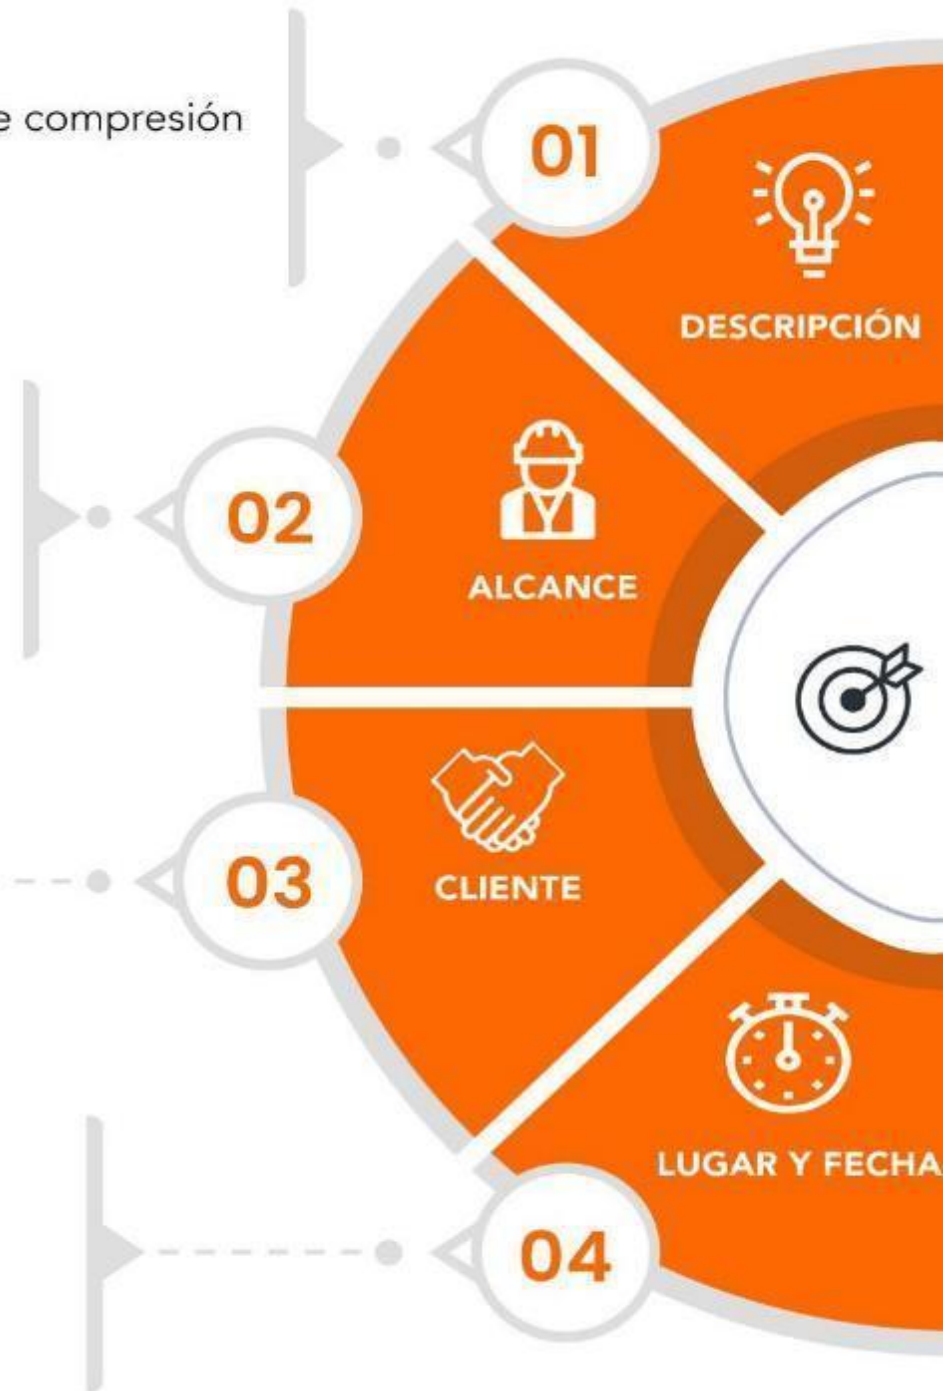 e compresión
01
DESCRIPCIÓN
02
ALCANCE
03
CLIENTE
04
LUGAR Y FECHA